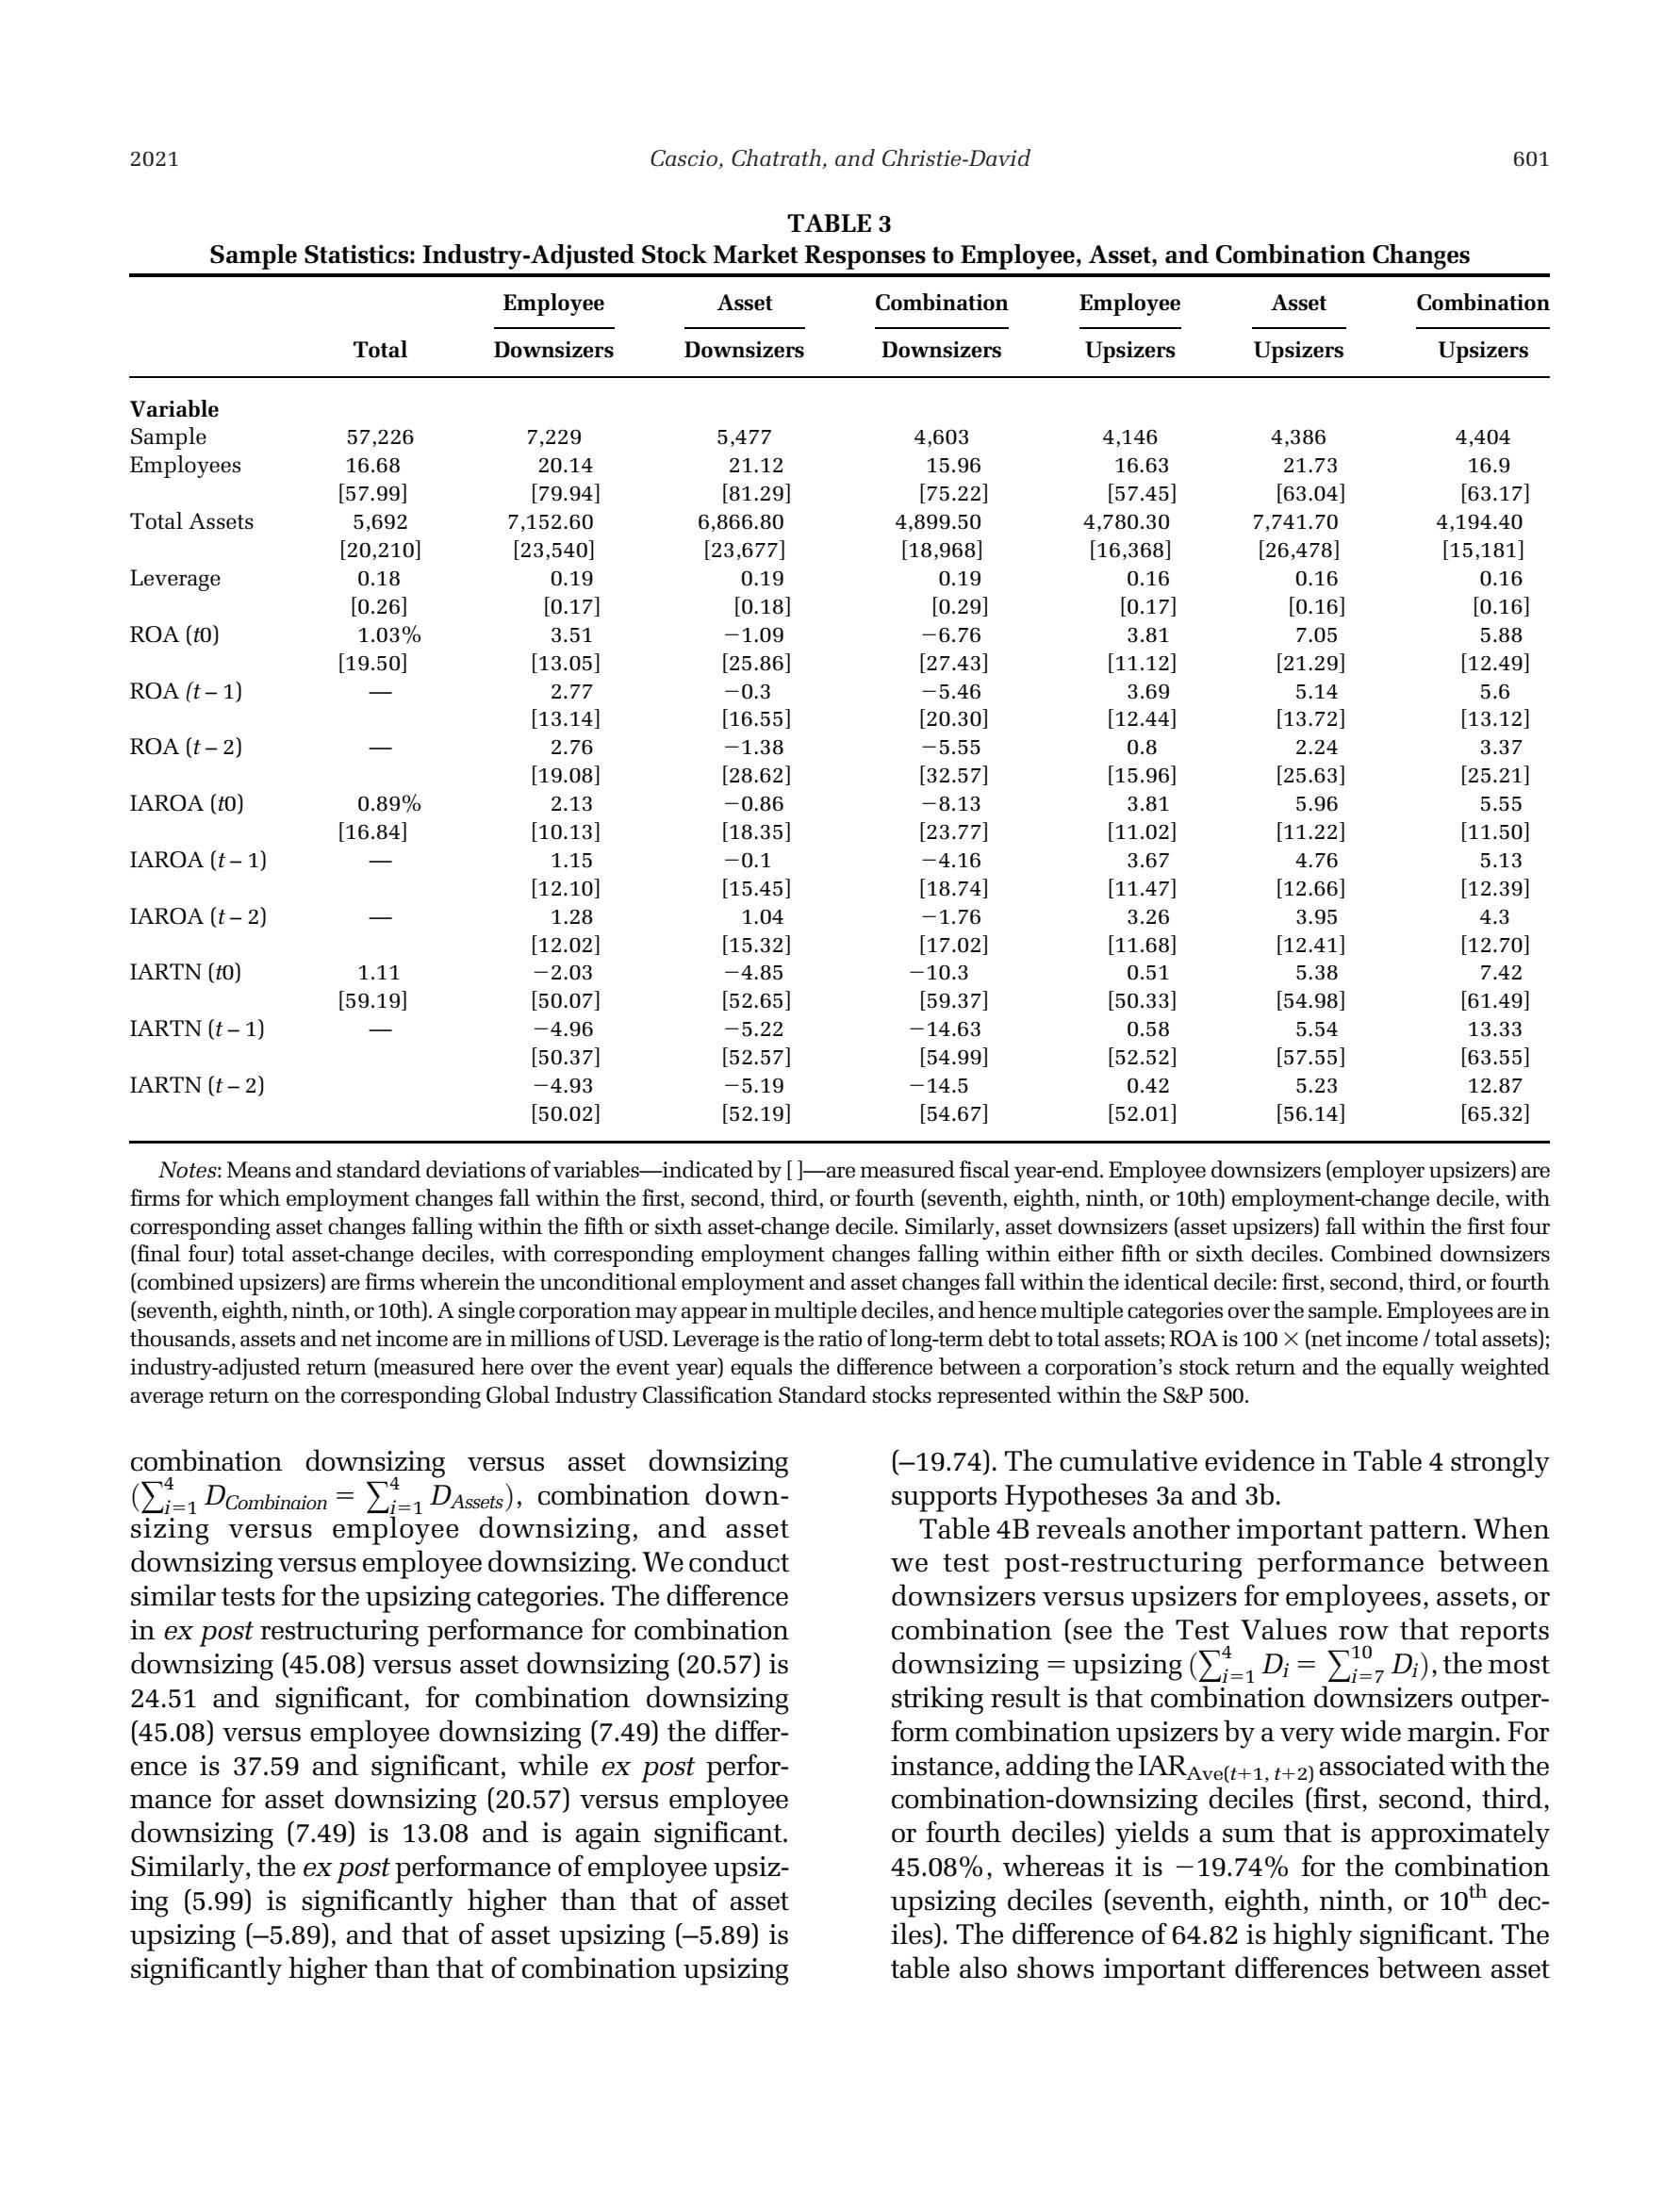 2021 Cascio, Chatrath, and Christie-David 601
TABLE 3
Sample Statistics: Industry-Adjusted Stock Market Responses to Employee, Asset, and Combination Changes
Employee Asset Combination Employee Asset Combination
Total Downsizers Downsizers Downsizers Upsizers Upsizers Upsizers
Variable
Sample 57,226 7,229 5,477 4,603 4,146 4,386 4,404
Employees 16.68 20.14 21.12 15.96 16.63 21.73 16.9
[57.99] [79.94] [81.29] [75.22] [57.45] [63.04] [63.17]
Total Assets 5,692 7,152.60 6,866.80 4,899.50 4,780.30 7,741.70 4,194.40
[20,210] [23,540] [23,677] [18,968] [16,368] [26,478] [15,181]
Leverage 0.18 0.19 0.19 0.19 0.16 0.16 0.16
[0.26] [0.17] [0.18] [0.29] [0.17] [0.16] [0.16]
ROA (t0) 1.03% 3.51 −1.09 −6.76 3.81 7.05 5.88
[19.50] [13.05] [25.86] [27.43] [11.12] [21.29] [12.49]
ROA (t – 1) — 2.77 −0.3 −5.46 3.69 5.14 5.6
[13.14] [16.55] [20.30] [12.44] [13.72] [13.12]
ROA (t – 2) — 2.76 −1.38 −5.55 0.8 2.24 3.37
[19.08] [28.62] [32.57] [15.96] [25.63] [25.21]
IAROA (t0) 0.89% 2.13 −0.86 −8.13 3.81 5.96 5.55
[16.84] [10.13] [18.35] [23.77] [11.02] [11.22] [11.50]
IAROA (t – 1) — 1.15 −0.1 −4.16 3.67 4.76 5.13
[12.10] [15.45] [18.74] [11.47] [12.66] [12.39]
IAROA (t – 2) — 1.28 1.04 −1.76 3.26 3.95 4.3
[12.02] [15.32] [17.02] [11.68] [12.41] [12.70]
IARTN (t0) 1.11 −2.03 −4.85 −10.3 0.51 5.38 7.42
[59.19] [50.07] [52.65] [59.37] [50.33] [54.98] [61.49]
IARTN (t – 1) — −4.96 −5.22 −14.63 0.58 5.54 13.33
[50.37] [52.57] [54.99] [52.52] [57.55] [63.55]
IARTN (t – 2) −4.93 −5.19 −14.5 0.42 5.23 12.87
[50.02] [52.19] [54.67] [52.01] [56.14] [65.32]
Notes: Means and standard deviations of variables—indicated by [ ]—are measured fiscal year-end. Employee downsizers (employer upsizers) are
firms for which employment changes fall within the first, second, third, or fourth (seventh, eighth, ninth, or 10th) employment-change decile, with
corresponding asset changes falling within the fifth or sixth asset-change decile. Similarly, asset downsizers (asset upsizers) fall within the first four
(final four) total asset-change deciles, with corresponding employment changes falling within either fifth or sixth deciles. Combined downsizers
(combined upsizers) are firms wherein the unconditional employment and asset changes fall within the identical decile: first, second, third, or fourth
(seventh, eighth, ninth, or 10th). A single corporation may appear in multiple deciles, and hence multiple categories over the sample. Employees are in
thousands, assets and net income are in millions of USD. Leverage is the ratio of long-term debt to total assets; ROA is 100 × (net income / total assets);
industry-adjusted return (measured here over the event year) equals the difference between a corporation's stock return and the equally weighted
average return on the corresponding Global Industry Classification Standard stocks represented within the S&P 500.
combination downsizing versus asset downsizing
(∑⁴ᵢ₌₁ D_Combinaion = ∑⁴ᵢ₌₁ D_Assets), combination down-
sizing versus employee downsizing, and asset
downsizing versus employee downsizing. We conduct
similar tests for the upsizing categories. The difference
in ex post restructuring performance for combination
downsizing (45.08) versus asset downsizing (20.57) is
24.51 and significant, for combination downsizing
(45.08) versus employee downsizing (7.49) the differ-
ence is 37.59 and significant, while ex post perfor-
mance for asset downsizing (20.57) versus employee
downsizing (7.49) is 13.08 and is again significant.
Similarly, the ex post performance of employee upsiz-
ing (5.99) is significantly higher than that of asset
upsizing (–5.89), and that of asset upsizing (–5.89) is
significantly higher than that of combination upsizing
(–19.74). The cumulative evidence in Table 4 strongly
supports Hypotheses 3a and 3b.
Table 4B reveals another important pattern. When
we test post-restructuring performance between
downsizers versus upsizers for employees, assets, or
combination (see the Test Values row that reports
downsizing = upsizing (∑⁴ᵢ₌₁ Dᵢ = ∑¹⁰ᵢ₌₇ Dᵢ), the most
striking result is that combination downsizers outper-
form combination upsizers by a very wide margin. For
instance, adding the IAR_Ave(t+1, t+2) associated with the
combination-downsizing deciles (first, second, third,
or fourth deciles) yields a sum that is approximately
45.08%, whereas it is −19.74% for the combination
upsizing deciles (seventh, eighth, ninth, or 10th dec-
iles). The difference of 64.82 is highly significant. The
table also shows important differences between asset